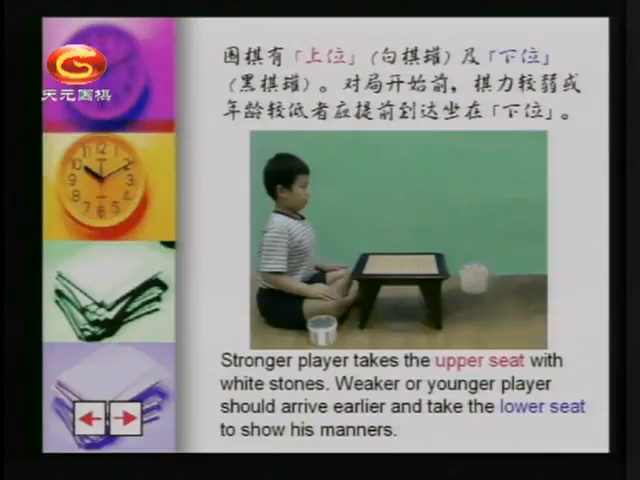 围棋有「上位」（白棋罐）及「下位」
（黑棋罐）。对局开始前，棋力较弱或
年龄较低者应提前到达坐在「下位」。
天元围棋
Stronger player takes the upper seat with
white stones. Weaker or younger player
should arrive earlier and take the lower seat
to show his manners.